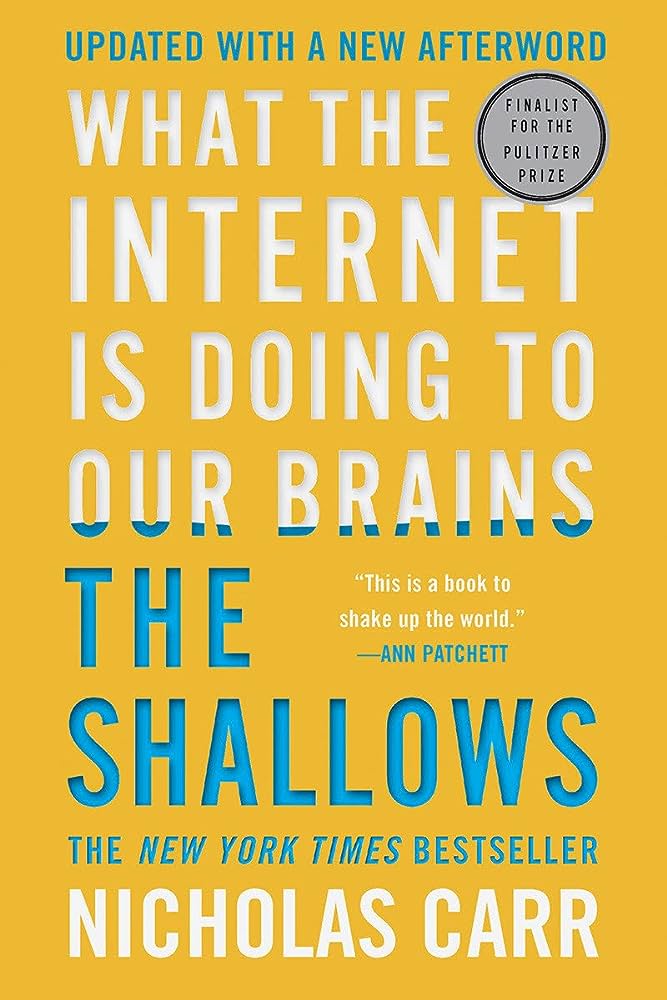 UPDATED WITH A NEW AFTERWORD
WHAT THE
FINALIST
FOR THE
PULITZER
PRIZE
INTERNET
IS DOING TO
OUR BRAINS
THE
“This is a book to
shake up the world.”
—ANN PATCHETT
SHALLOWS
THE NEW YORK TIMES BESTSELLER
NICHOLAS CARR